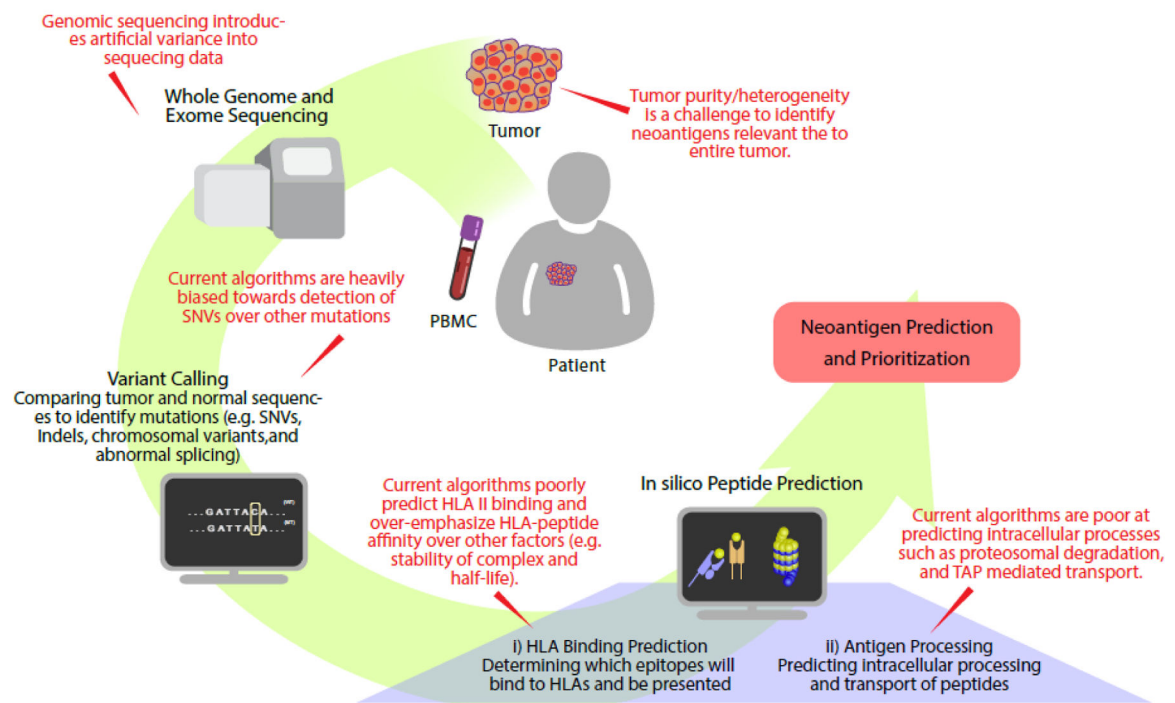 Genomic sequencing introduc-
es artificial variance into
sequecing data
Whole Genome and
Exome Sequencing
Tumor
Tumor purity/heterogeneity
is a challenge to identify
neoantigens relevant the to
entire tumor.
Current algorithms are heavily
biased towards detection of
SNVs over other mutations
PBMC
Patient
Neoantigen Prediction
and Prioritization
Variant Calling
Comparing tumor and normal sequenc-
es to identify mutations (e.g. SNVs,
Indels, chromosomal variants,and
abnormal splicing)
...GATTACA... (WT)
...GATTATA... (MT)
Current algorithms poorly
predict HLA II binding and
over-emphasize HLA-peptide
affinity over other factors (e.g.
stability of complex and
half-life).
In silico Peptide Prediction
Current algorithms are poor at
predicting intracellular processes
such as proteosomal degradation,
and TAP mediated transport.
i) HLA Binding Prediction
Determining which epitopes will
bind to HLAs and be presented
ii) Antigen Processing
Predicting intracellular processing
and transport of peptides